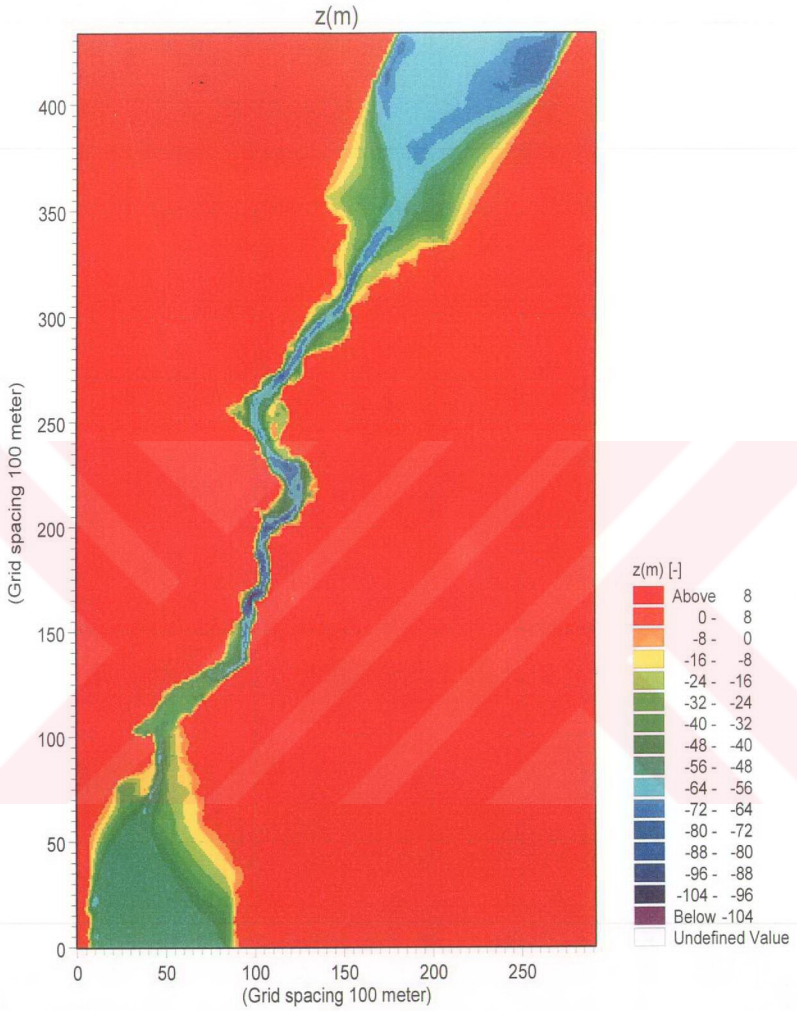 z(m)
400
350
300
250
200
150
100
50
0
(Grid spacing 100 meter)
0 50 100 150 200 250
(Grid spacing 100 meter)
z(m) [-]
Above 8
0 - 8
-8 - 0
-16 - -8
-24 - -16
-32 - -24
-40 - -32
-48 - -40
-56 - -48
-64 - -56
-72 - -64
-80 - -72
-88 - -80
-96 - -88
-104 - -96
Below -104
Undefined Value